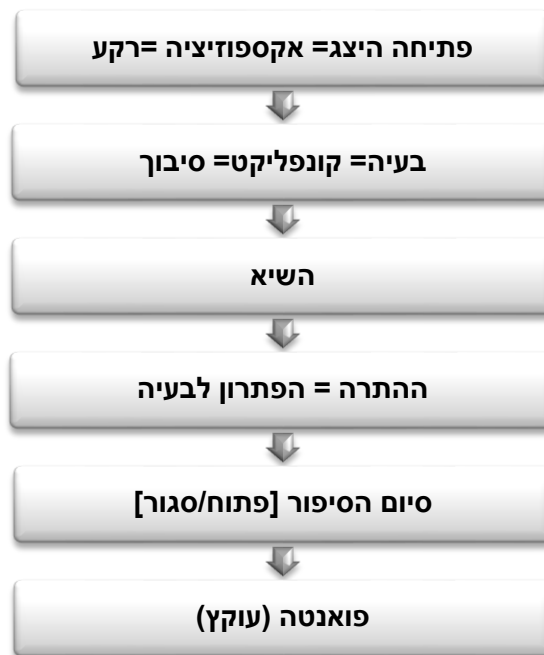 פתיחה היצג= אקספוזיציה =רקע
בעיה= קונפליקט= סיבוך
השיא
ההתרה = הפתרון לבעיה
סיום הסיפור [פתוח/סגור]
פואנטה (עוקץ)